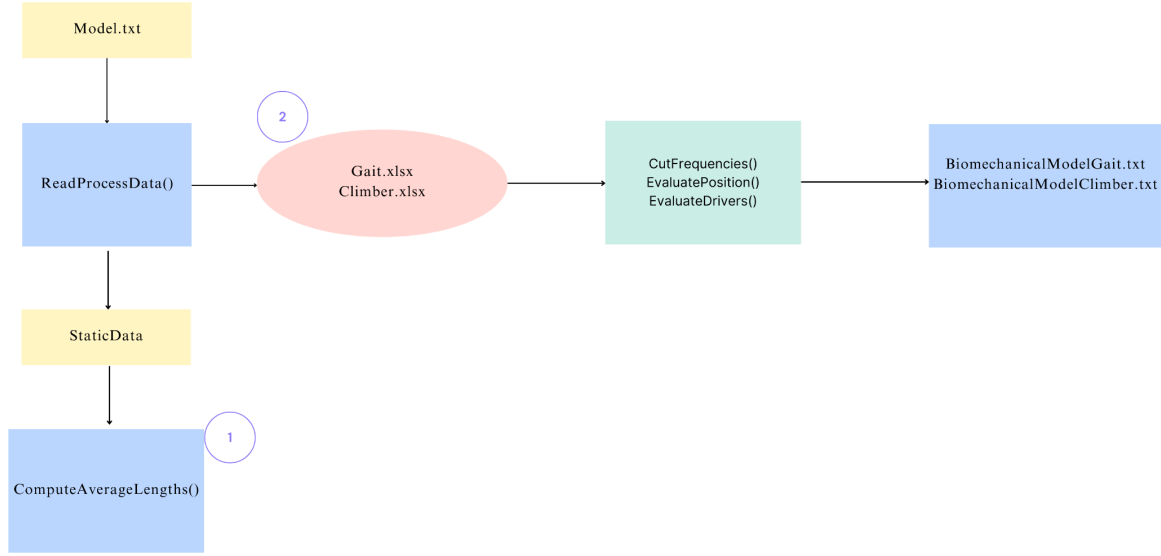 Model.txt
2
ReadProcessData()
Gait.xlsx
Climber.xlsx
CutFrequencies()
EvaluatePosition()
EvaluateDrivers()
BiomechanicalModelGait.txt
BiomechanicalModelClimber.txt
StaticData
1
ComputeAverageLengths()